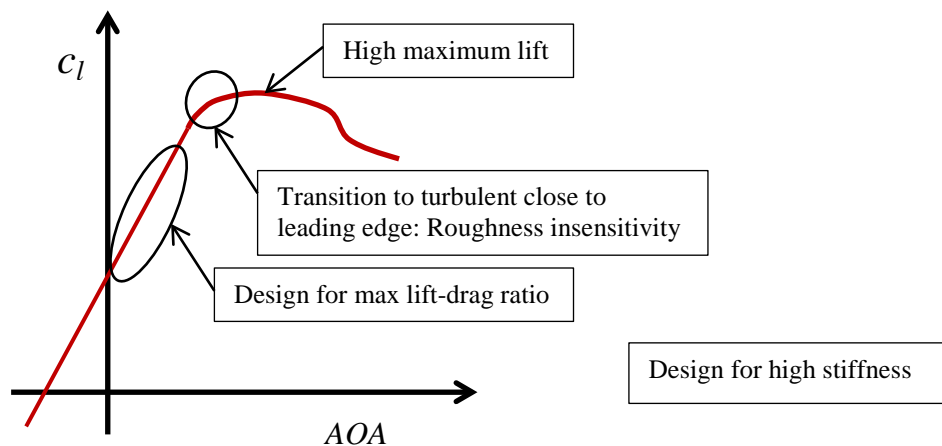 High maximum lift
c_l
Transition to turbulent close to
leading edge: Roughness insensitivity
Design for max lift-drag ratio
Design for high stiffness
AOA